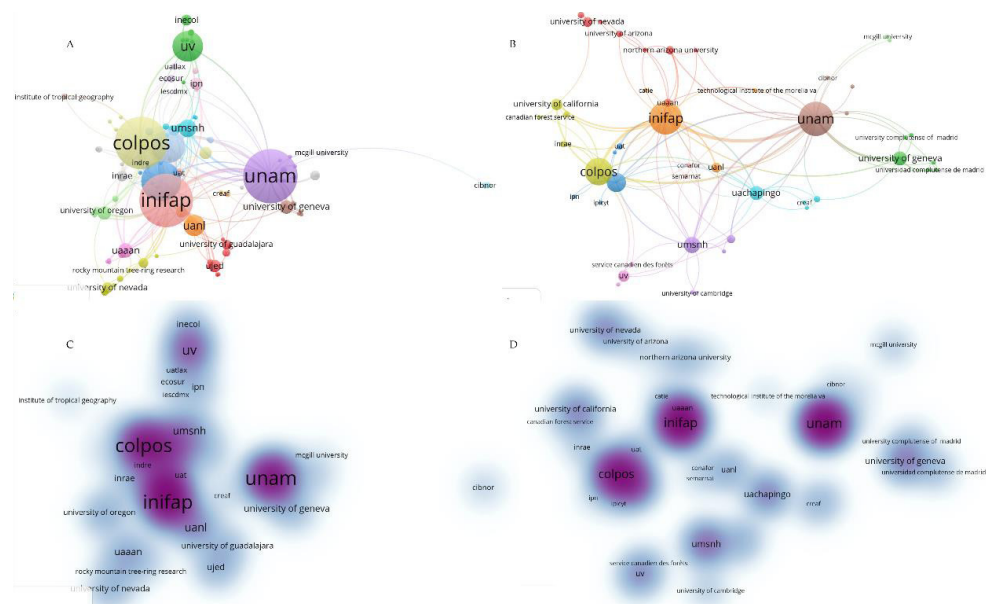 A
inecol
uv
uatlax
ecosur
ipn
iescdmx
institute of tropical geography
umsnh
colpos
indre
mcgill university
inrae
uat
unam
cibnor
creaf
inifap
university of geneva
university of oregon
uanl
university of guadalajara
uaaan
ujed
rocky mountain tree-ring research
university of nevada
B
university of nevada
university of arizona
mcgill university
northern arizona university
cibnor
catie
technological institute of the morelia va
university of california
uaaan
canadian forest service
inifap
unam
university complutense of madrid
inrae
uat
university of geneva
conafor
uanl
universidad complutense de madrid
colpos
semarnat
uachapingo
ipn
ipicyt
creaf
umsnh
service canadien des forêts
uv
university of cambridge
C
inecol
uv
uatlax
ecosur
ipn
iescdmx
institute of tropical geography
umsnh
colpos
mcgill university
indre
uat
inrae
unam
cibnor
creaf
inifap
university of geneva
university of oregon
uanl
university of guadalajara
uaaan
ujed
rocky mountain tree-ring research
university of nevada
D
university of nevada
university of arizona
mcgill university
northern arizona university
cibnor
catie
technological institute of the morelia va
university of california
uaaan
canadian forest service
inifap
unam
university complutense of madrid
inrae
uat
university of geneva
conafor
uanl
universidad complutense de madrid
colpos
semarnat
uachapingo
ipn
ipicyt
creaf
umsnh
service canadien des forêts
uv
university of cambridge